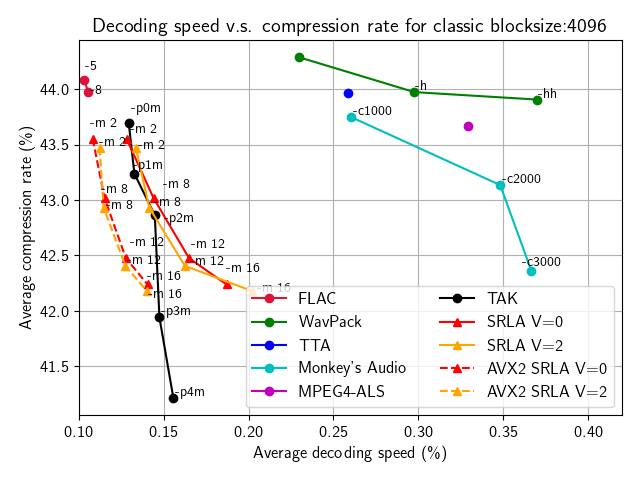 Decoding speed v.s. compression rate for classic blocksize:4096
Average compression rate (%)
44.0
43.5
43.0
42.5
42.0
41.5
-5
-8
-p0m
-m 2
-m 2
-m 2
-m 2
-p1m
-m 8
-m 8
-m 8
-m 8
-p2m
-m 12
-m 12
-m 12
-m 12
-m 16
-m 16
-m 16
-m 16
-p3m
-p4m
-h
-hh
-c1000
-c2000
-c3000
FLAC
WavPack
TTA
Monkey's Audio
MPEG4-ALS
TAK
SRLA V=0
SRLA V=2
AVX2 SRLA V=0
AVX2 SRLA V=2
0.10 0.15 0.20 0.25 0.30 0.35 0.40
Average decoding speed (%)